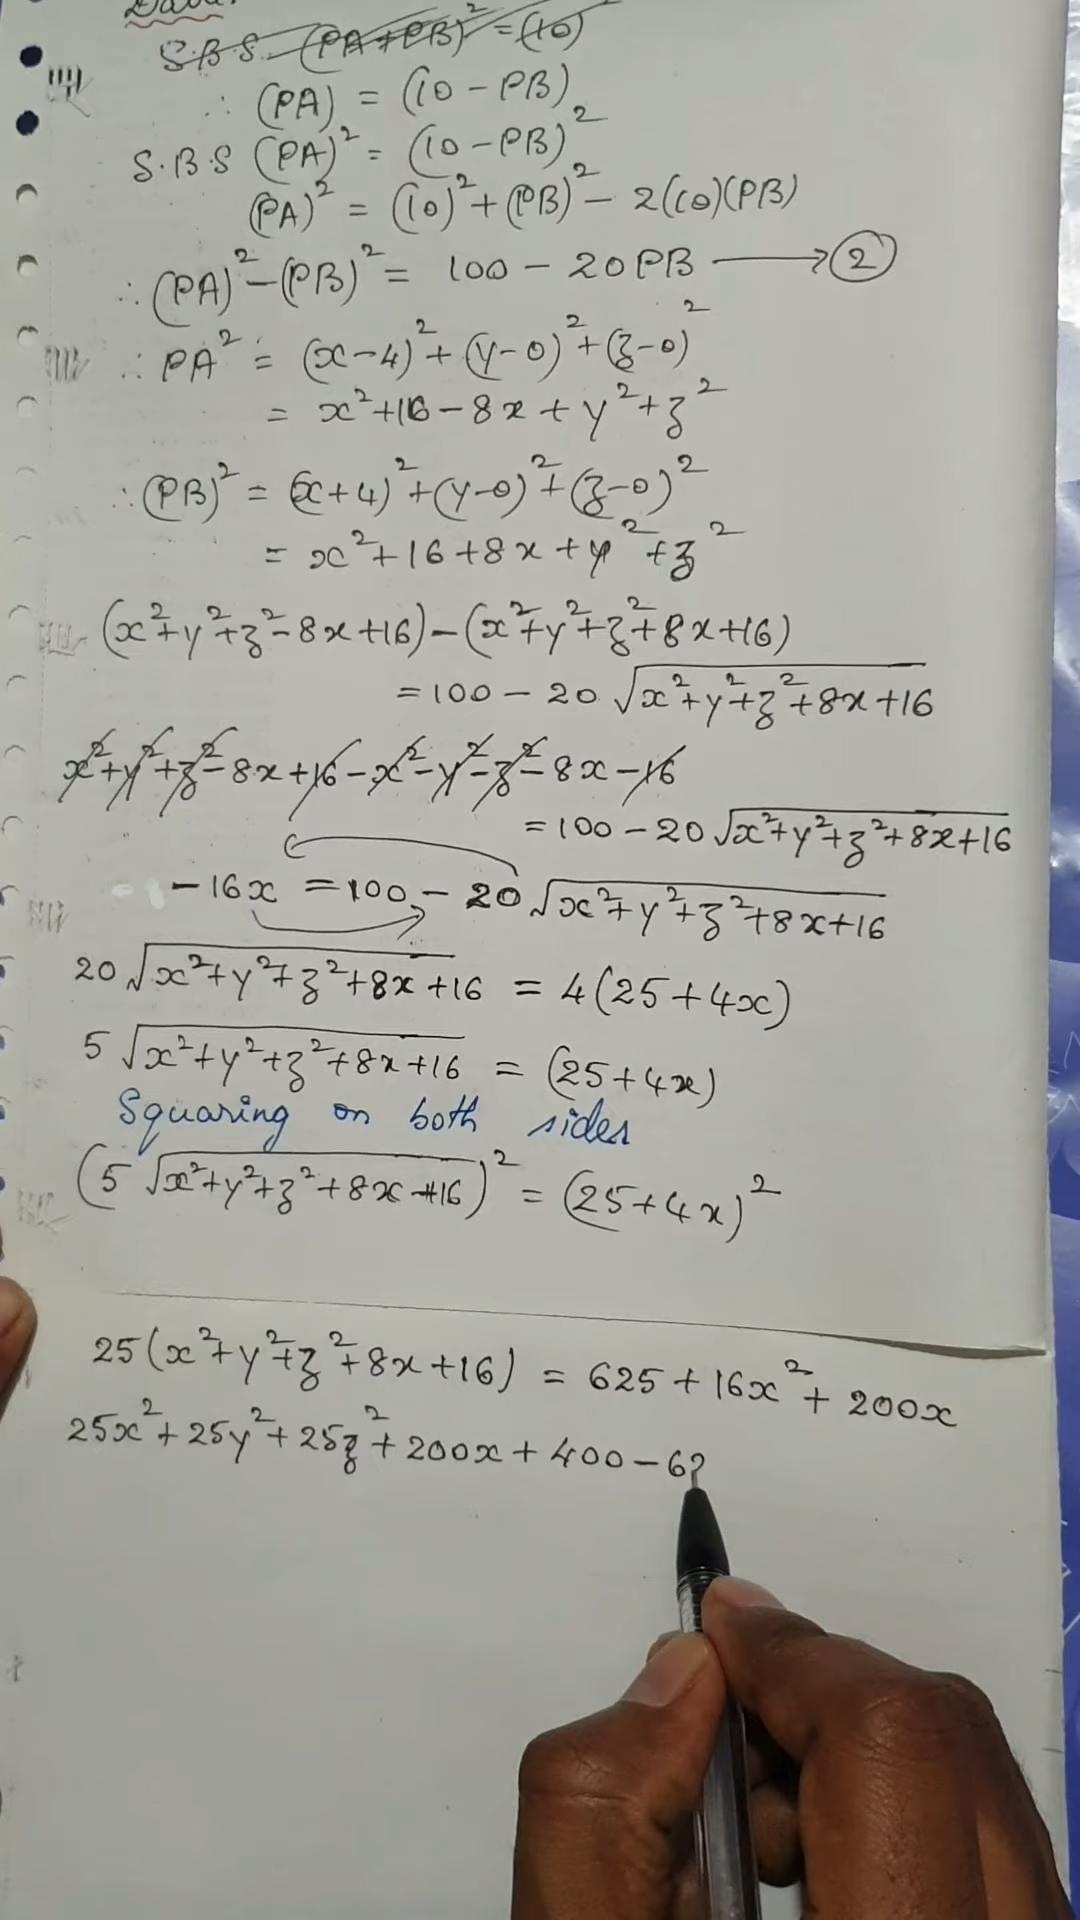 S.B.S. (PA+PB)² = (10)
∴ (PA) = (10 - PB)
S.B.S (PA)² = (10 - PB)²
(PA)² = (10)² + (PB)² - 2(10)(PB)
∴ (PA)² - (PB)² = 100 - 20PB ⟶ ②
∴ PA² = (x-4)² + (y-0)² + (z-0)²
= x² + 16 - 8x + y² + z²
∴ (PB)² = (x+4)² + (y-0)² + (z-0)²
= x² + 16 + 8x + y² + z²
(x² + y² + z² - 8x + 16) - (x² + y² + z² + 8x + 16)
= 100 - 20 √x² + y² + z² + 8x + 16
x² + y² + z² - 8x + 16 - x² - y² - z² - 8x - 16
= 100 - 20 √x² + y² + z² + 8x + 16
-16x = 100 - 20 √x² + y² + z² + 8x + 16
20 √x² + y² + z² + 8x + 16 = 4(25 + 4x)
5 √x² + y² + z² + 8x + 16 = (25 + 4x)
Squaring on both sides
(5 √x² + y² + z² + 8x + 16)² = (25 + 4x)²
25(x² + y² + z² + 8x + 16) = 625 + 16x² + 200x
25x² + 25y² + 25z² + 200x + 400 - 6